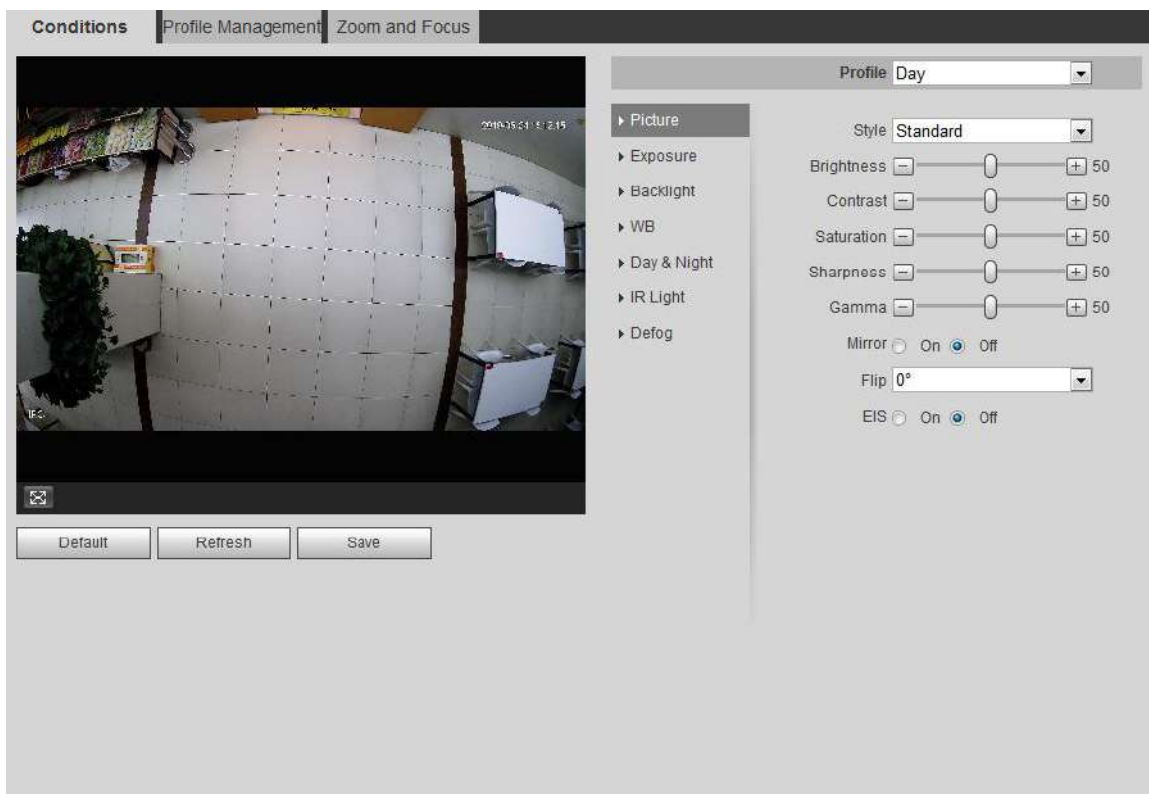 Conditions
Profile Management
Zoom and Focus
Profile Day
Picture
Exposure
Backlight
WB
Day & Night
IR Light
Defog
Style Standard
Brightness 50
Contrast 50
Saturation 50
Sharpness 50
Gamma 50
Mirror On Off
Flip 0°
EIS On Off
IPC
Default
Refresh
Save